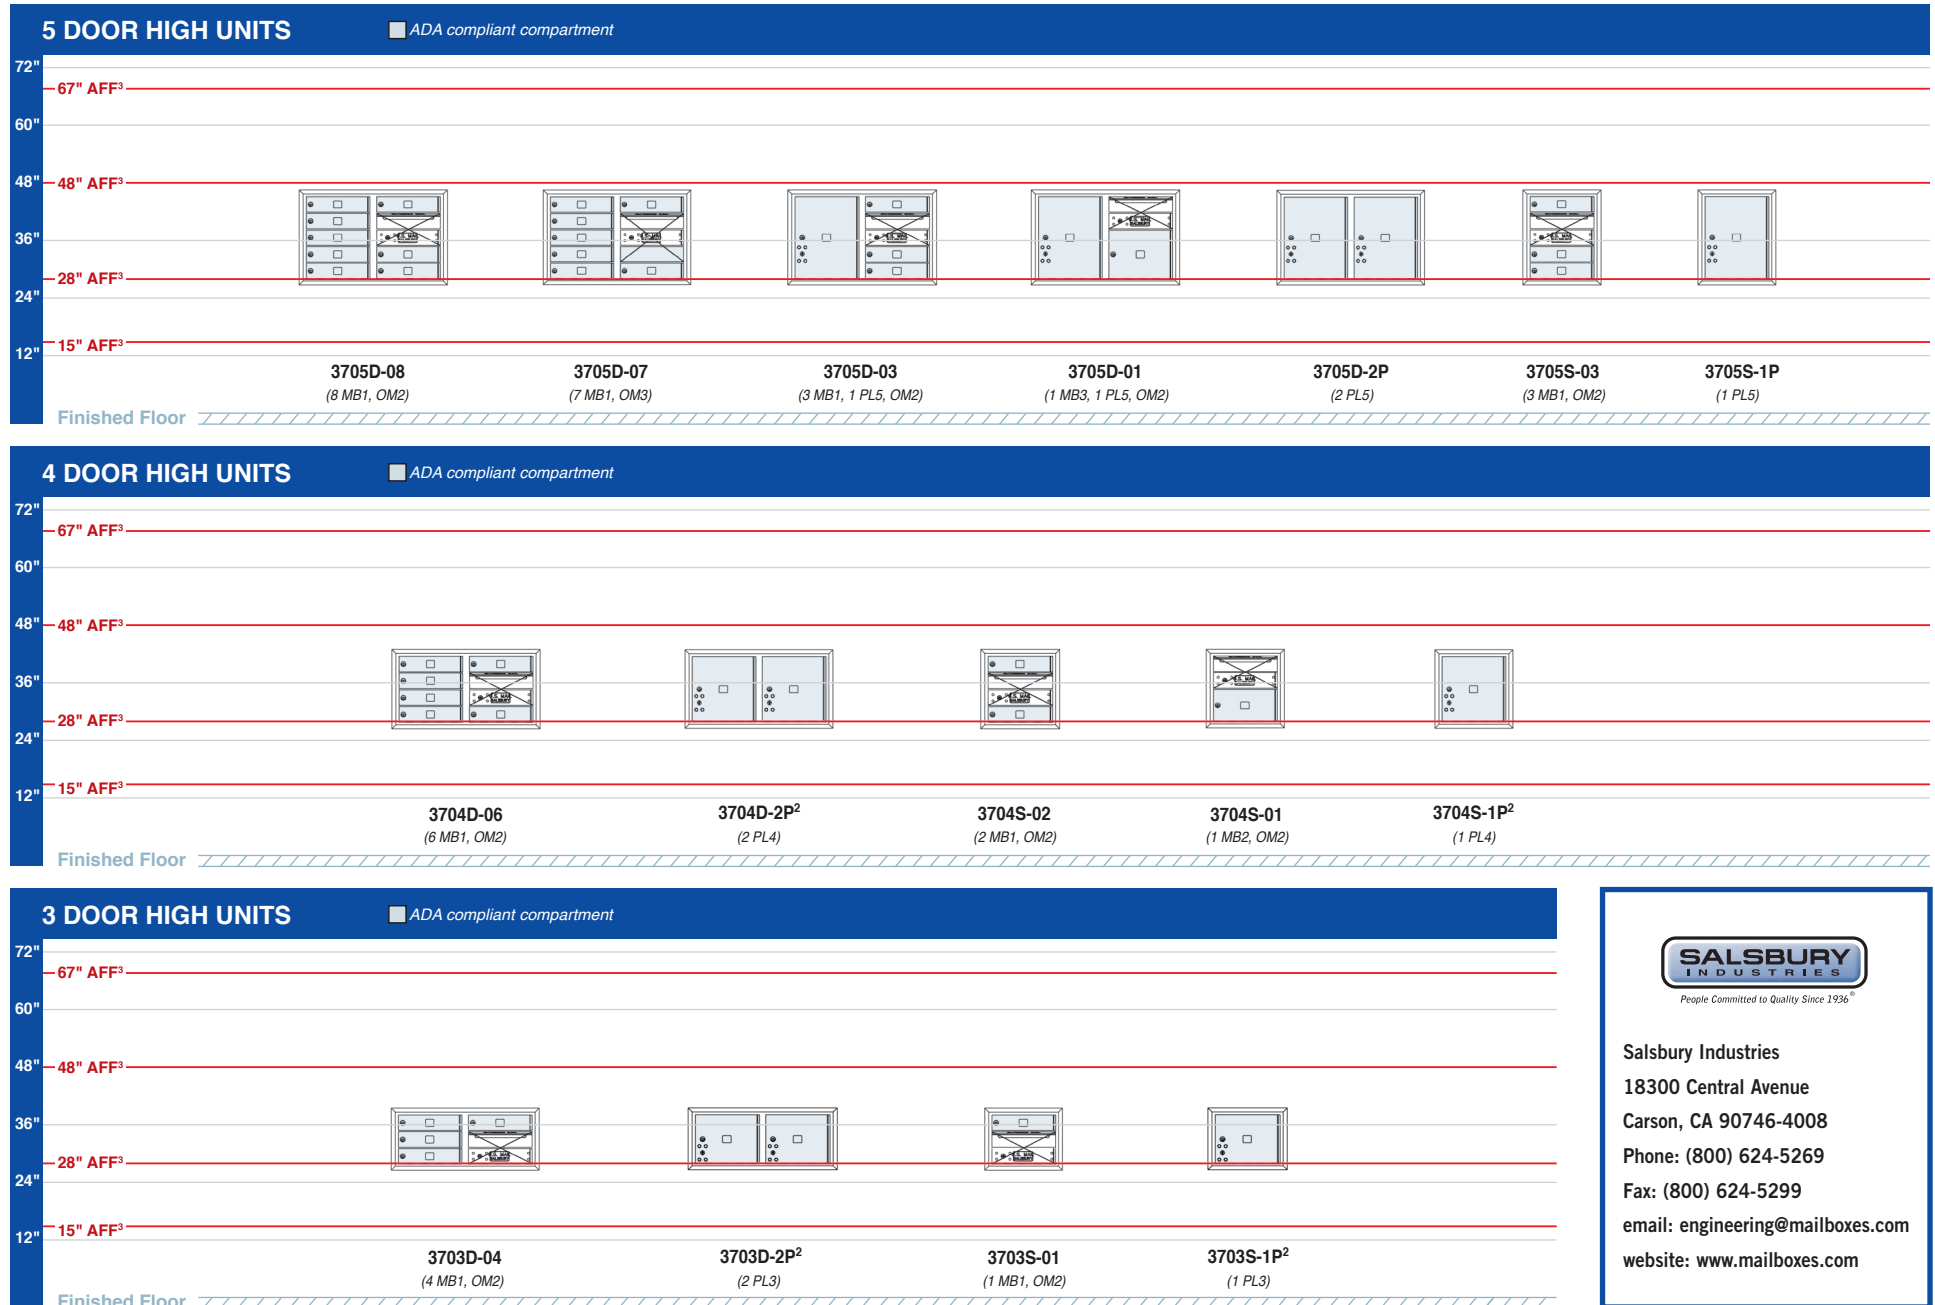 5 DOOR HIGH UNITS
ADA compliant compartment
72"
67" AFF³
60"
48"
48" AFF³
36"
28" AFF³
24"
15" AFF³
12"
3705D-08
(8 MB1, OM2)
3705D-07
(7 MB1, OM3)
3705D-03
(3 MB1, 1 PL5, OM2)
3705D-01
(1 MB3, 1 PL5, OM2)
3705D-2P
(2 PL5)
3705S-03
(3 MB1, OM2)
3705S-1P
(1 PL5)
Finished Floor
4 DOOR HIGH UNITS
ADA compliant compartment
72"
67" AFF³
60"
48"
48" AFF³
36"
28" AFF³
24"
15" AFF³
12"
3704D-06
(6 MB1, OM2)
3704D-2P²
(2 PL4)
3704S-02
(2 MB1, OM2)
3704S-01
(1 MB2, OM2)
3704S-1P²
(1 PL4)
Finished Floor
3 DOOR HIGH UNITS
ADA compliant compartment
72"
67" AFF³
60"
48"
48" AFF³
36"
28" AFF³
24"
15" AFF³
12"
3703D-04
(4 MB1, OM2)
3703D-2P²
(2 PL3)
3703S-01
(1 MB1, OM2)
3703S-1P²
(1 PL3)
Finished Floor
SALSBURY
INDUSTRIES
People Committed to Quality Since 1936®
Salsbury Industries
18300 Central Avenue
Carson, CA 90746-4008
Phone: (800) 624-5269
Fax: (800) 624-5299
email: engineering@mailboxes.com
website: www.mailboxes.com